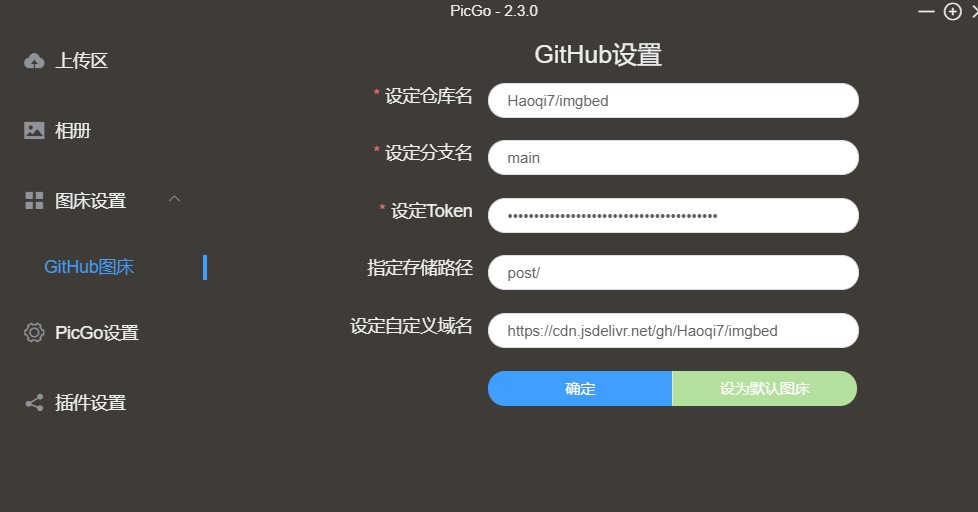 PicGo - 2.3.0
上传区
相册
图床设置
GitHub图床
PicGo设置
插件设置
GitHub设置
* 设定仓库名 Haoqi7/imgbed
* 设定分支名 main
* 设定Token ••••••••••••••••••••••••••••••••••••••••
指定存储路径 post/
设定自定义域名 https://cdn.jsdelivr.net/gh/Haoqi7/imgbed
确定 设为默认图床